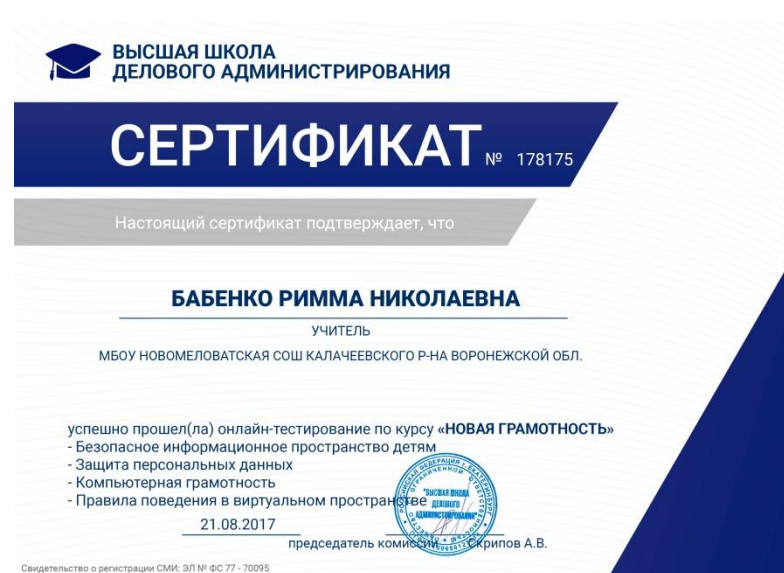 ВЫСШАЯ ШКОЛА
ДЕЛОВОГО АДМИНИСТРИРОВАНИЯ
СЕРТИФИКАТ № 178175
Настоящий сертификат подтверждает, что
БАБЕНКО РИММА НИКОЛАЕВНА
УЧИТЕЛЬ
МБОУ НОВОМЕЛОВАТСКАЯ СОШ КАЛАЧЕЕВСКОГО Р-НА ВОРОНЕЖСКОЙ ОБЛ.
успешно прошел(ла) онлайн-тестирование по курсу «НОВАЯ ГРАМОТНОСТЬ»
- Безопасное информационное пространство детям
- Защита персональных данных
- Компьютерная грамотность
- Правила поведения в виртуальном пространстве
"ВЫСШАЯ ШКОЛА
ДЕЛОВОГО
АДМИНИСТРИРОВАНИЯ"
21.08.2017
председатель комиссии Скрипов А.В.
Свидетельство о регистрации СМИ: ЭЛ № ФС 77 - 70095